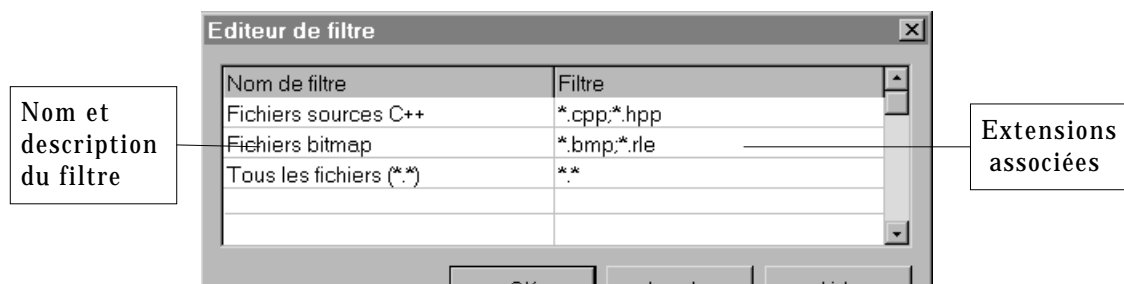 Editeur de filtre
Nom de filtre Filtre
Fichiers sources C++ *.cpp;*.hpp
Fichiers bitmap *.bmp;*.rle
Tous les fichiers (*.*) *.*
Nom et
description
du filtre
Extensions
associées